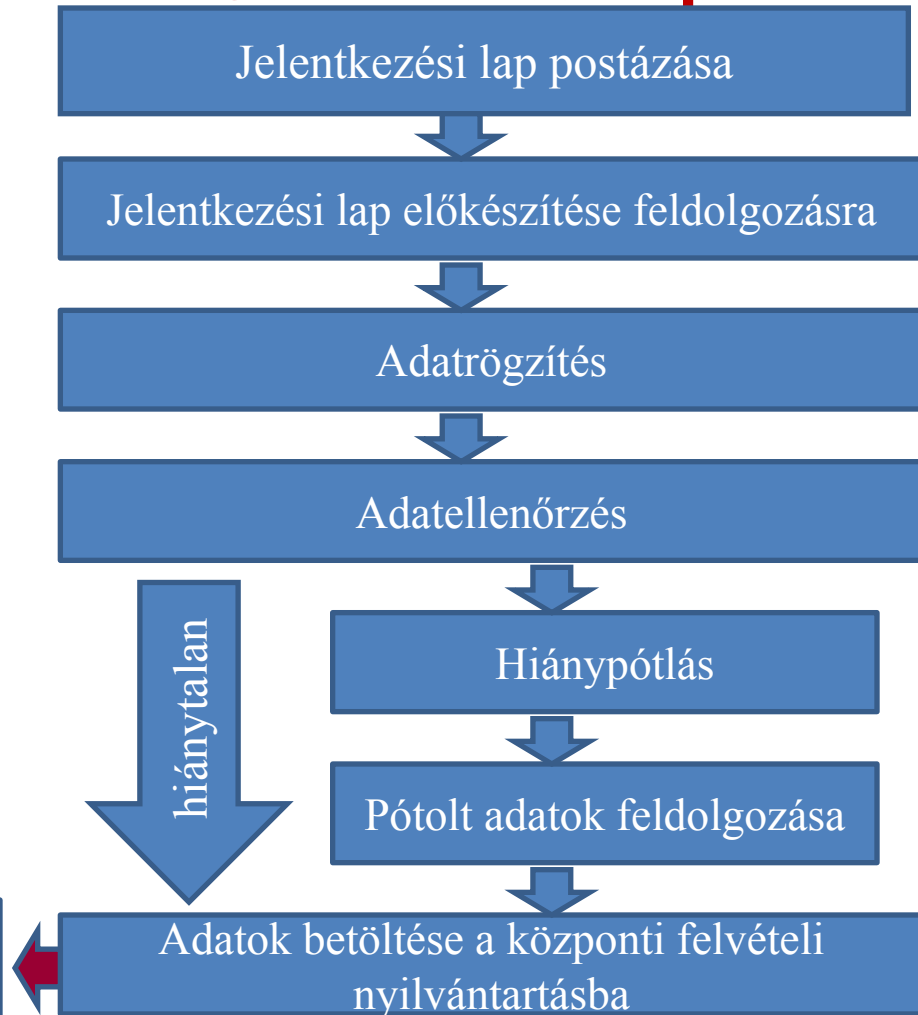 Jelentkezési lap postázása
Jelentkezési lap előkészítése feldolgozásra
Adatrögzítés
Adatellenőrzés
hiánytalan
Hiánypótlás
Pótolt adatok feldolgozása
Adatok betöltése a központi felvételi
nyilvántartásba